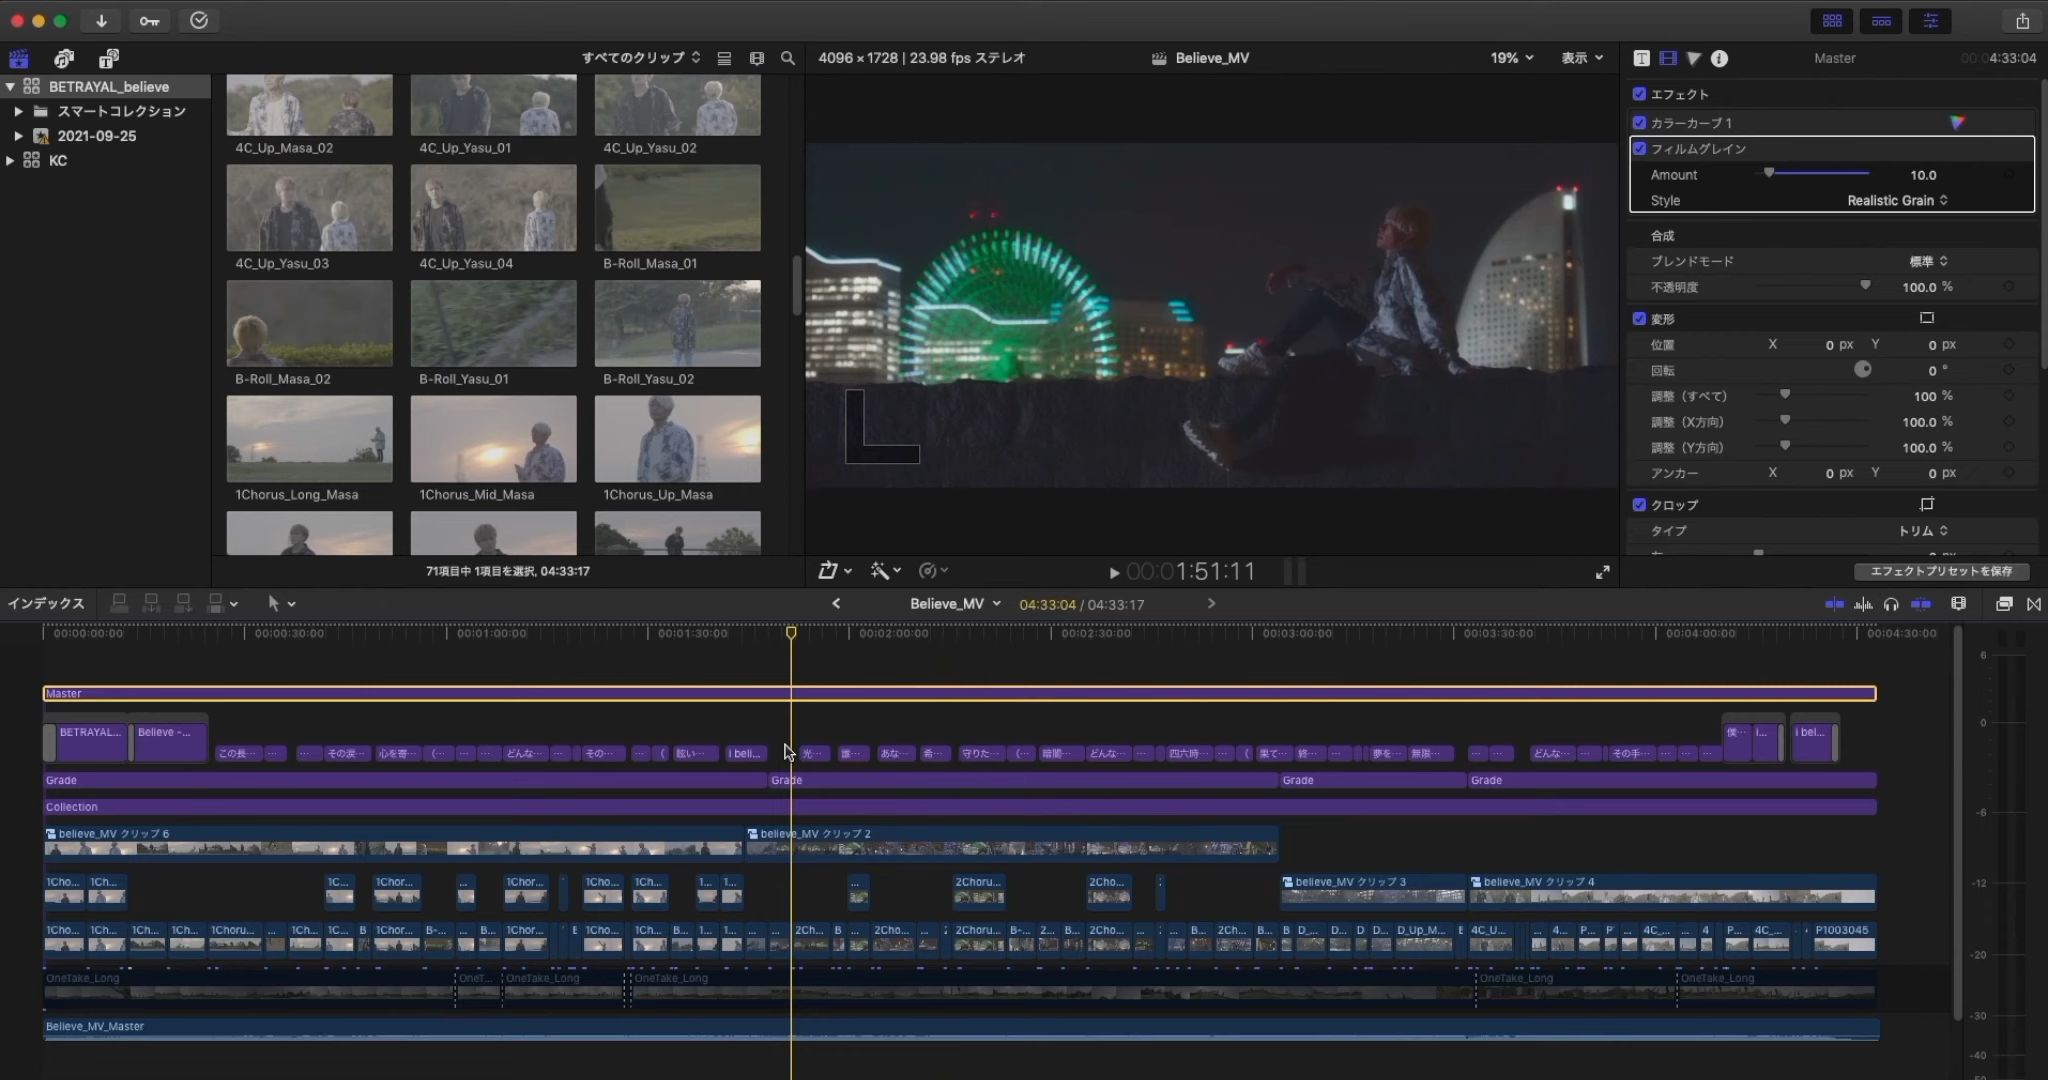 すべてのクリップ
4096 × 1728 | 23.98 fps ステレオ
Believe_MV
19%
表示
Master
00:04:33:04
BETRAYAL_believe
スマートコレクション
2021-09-25
KC
4C_Up_Masa_02
4C_Up_Yasu_01
4C_Up_Yasu_02
4C_Up_Yasu_03
4C_Up_Yasu_04
B-Roll_Masa_01
B-Roll_Masa_02
B-Roll_Yasu_01
B-Roll_Yasu_02
1Chorus_Long_Masa
1Chorus_Mid_Masa
1Chorus_Up_Masa
71項目中 1項目を選択, 04:33:17
00:01:51:11
エフェクト
カラーカーブ 1
フィルムグレイン
Amount 10.0
Style Realistic Grain
合成
ブレンドモード 標準
不透明度 100.0 %
変形
位置 X 0 px Y 0 px
回転 0 °
調整（すべて） 100 %
調整（X方向） 100.0 %
調整（Y方向） 100.0 %
アンカー X 0 px Y 0 px
クロップ
タイプ トリム
エフェクトプリセットを保存
インデックス
Believe_MV
04:33:04 / 04:33:17
00:00:00:00 00:00:30:00 00:01:00:00 00:01:30:00 00:02:00:00 00:02:30:00 00:03:00:00 00:03:30:00 00:04:00:00 00:04:30:00
Master
BETRAYAL... Believe -... 僕… i... i bel...
この長… … … その涙… 心を寄… (… … … どんな… … その… … ( 眩い… i beli... 光… 誰… あな… 希… 守りた… (… 暗闇… どんな… … 四六時… … ( 果て… 終… … 夢を… 無限… … … どんな… … その手… … … …
Grade Grade Grade Grade
Collection
believe_MV クリップ 6 believe_MV クリップ 2
1Cho... 1Ch... 1C... 1Chor... ... 1Chor... 1Cho... 1Ch... 1... 1... ... 2Choru... 2Cho... believe_MV クリップ 3 believe_MV クリップ 4
1Cho... 1Ch... 1Ch... 1Ch... 1Choru... ... 1Ch... 1C... B 1Chor... B-... ... B... 1Chor... B 1Cho... 1Ch... B... 1... 1... ... ... 2Ch... B 2Cho... ... 2Choru... B-... 2... B... 2Cho... ... ... B... 2Ch... B... B D_... D... D D... D_Up_M... B 4C_U... ... 4... P... P 4C_... ... 4 P... 4C_... P1003045
OneTake_Long OneT... OneTake_Long OneTake_Long OneTake_Long OneTake_Long
Believe_MV_Master
6
0
-6
-12
-20
-30
-40